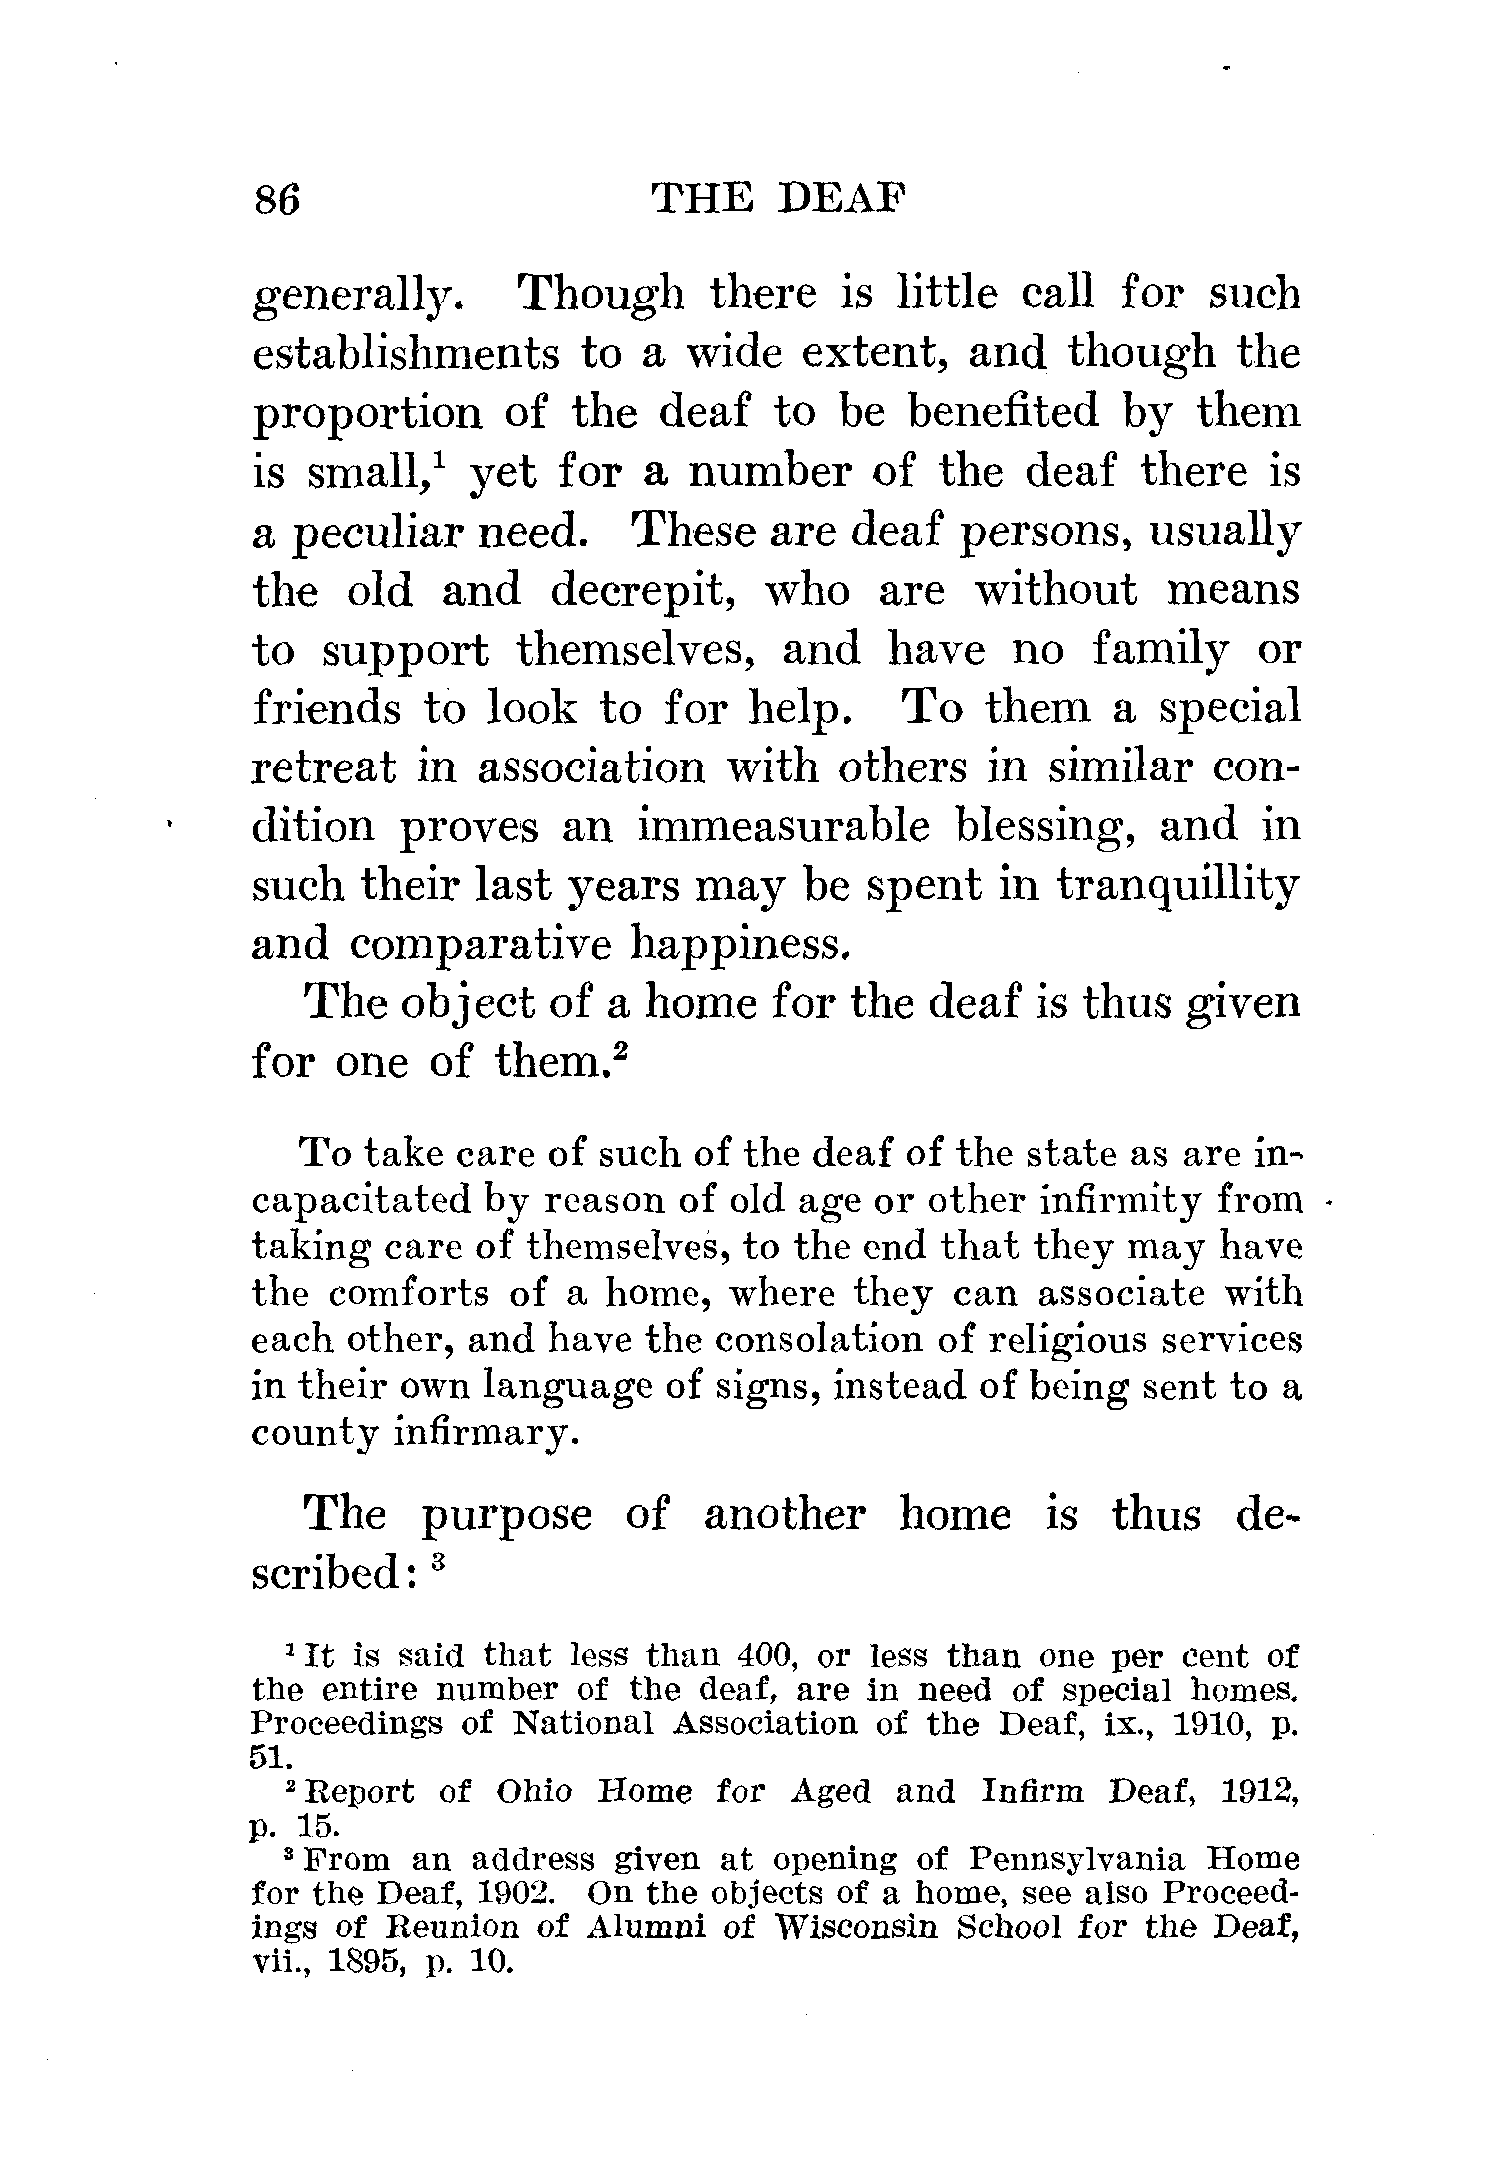 86 THE DEAF
generally. Though there is little call for such
establishments to a wide extent, and though the
proportion of the deaf to be benefited by them
is small,¹ yet for a number of the deaf there is
a peculiar need. These are deaf persons, usually
the old and decrepit, who are without means
to support themselves, and have no family or
friends to look to for help. To them a special
retreat in association with others in similar con-
dition proves an immeasurable blessing, and in
such their last years may be spent in tranquillity
and comparative happiness.
The object of a home for the deaf is thus given
for one of them.²
To take care of such of the deaf of the state as are in-
capacitated by reason of old age or other infirmity from
taking care of themselves, to the end that they may have
the comforts of a home, where they can associate with
each other, and have the consolation of religious services
in their own language of signs, instead of being sent to a
county infirmary.
The purpose of another home is thus de-
scribed: ³
¹ It is said that less than 400, or less than one per cent of
the entire number of the deaf, are in need of special homes.
Proceedings of National Association of the Deaf, ix., 1910, p.
51.
² Report of Ohio Home for Aged and Infirm Deaf, 1912,
p. 15.
³ From an address given at opening of Pennsylvania Home
for the Deaf, 1902. On the objects of a home, see also Proceed-
ings of Reunion of Alumni of Wisconsin School for the Deaf,
vii., 1895, p. 10.